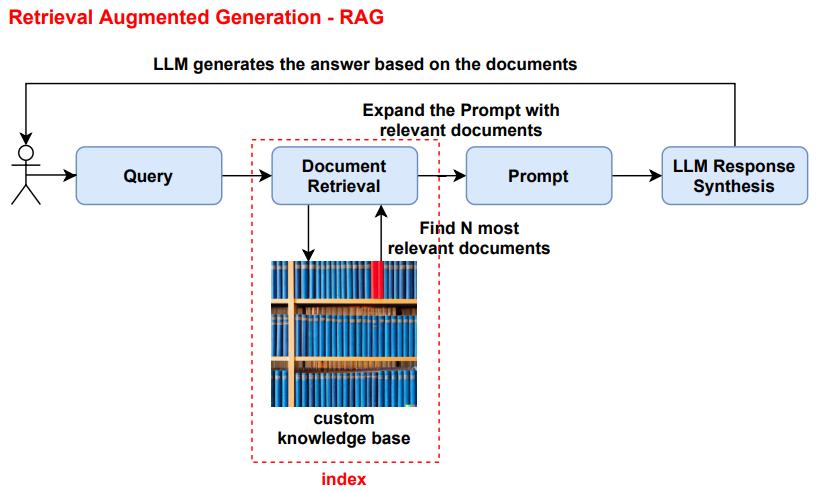 Retrieval Augmented Generation - RAG
LLM generates the answer based on the documents
Expand the Prompt with
relevant documents
Query
Document
Retrieval
Prompt
LLM Response
Synthesis
Find N most
relevant documents
custom
knowledge base
index